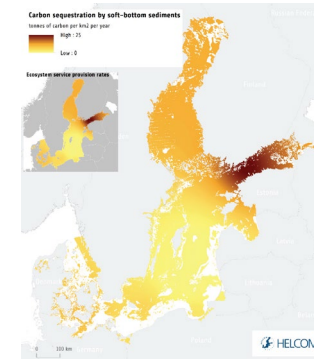 Carbon sequestration by soft-bottom sediments
tonnes of carbon per km2 per year
High : 25
Low : 0
Ecosystem service provision rates
0 100 km
HELCOM